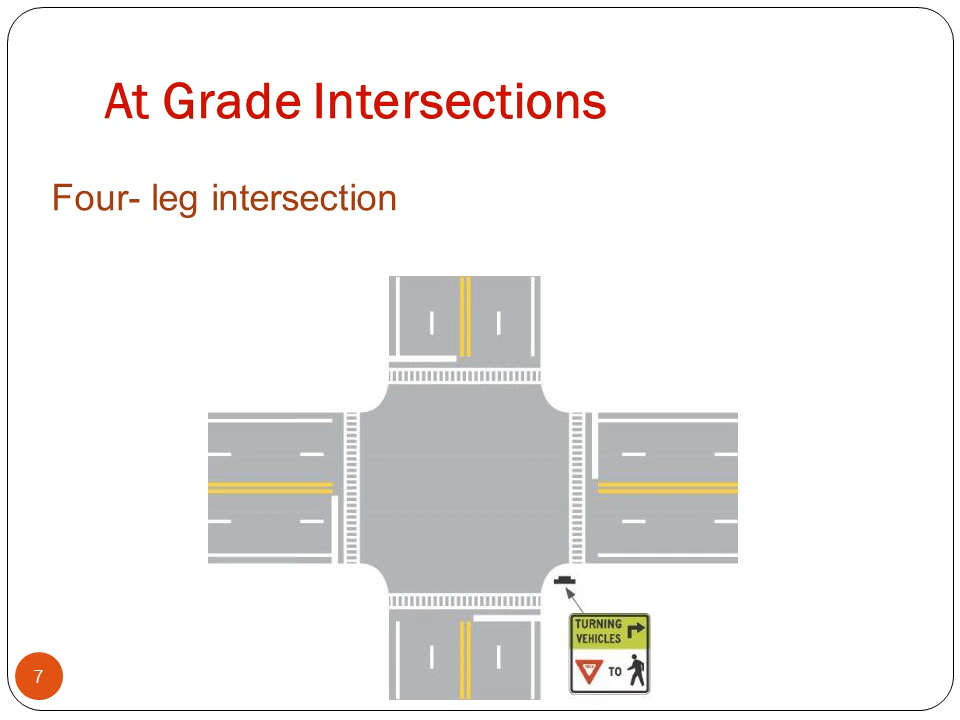 At Grade Intersections
Four- leg intersection
TURNING
VEHICLES
TO
7